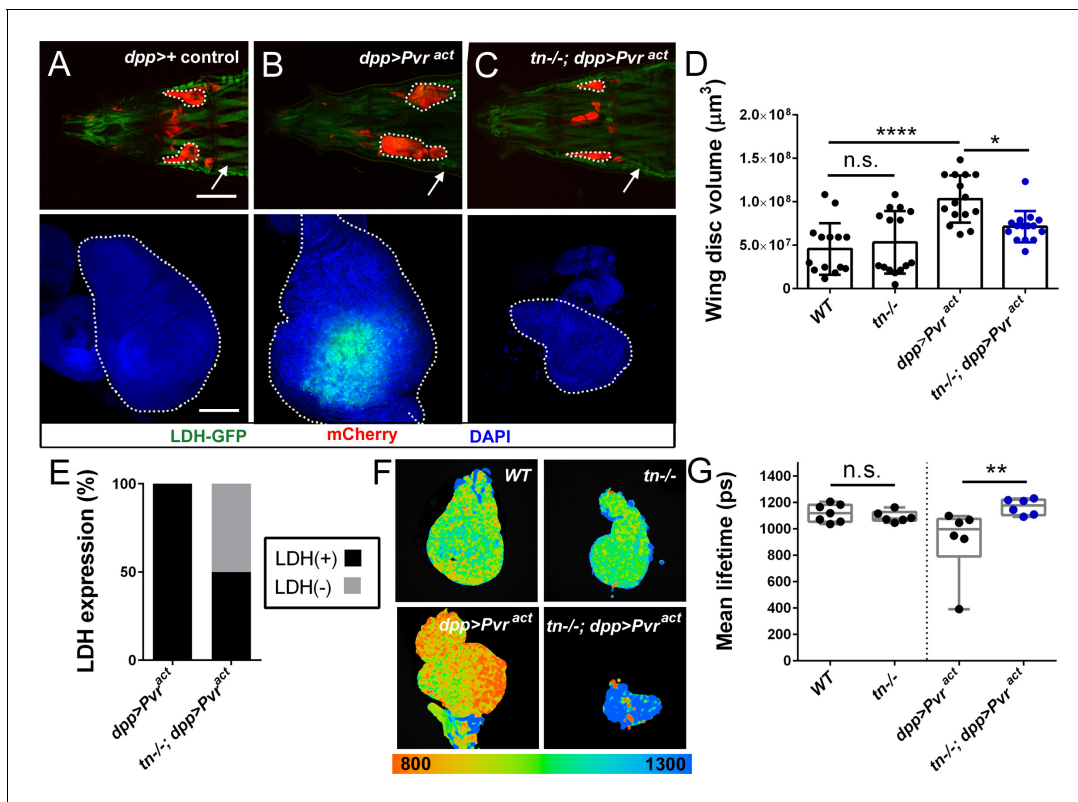 A
dpp>+ control
B
dpp>Pvr act
C
tn-/-; dpp>Pvr act
LDH-GFP mCherry DAPI
D
Wing disc volume (μm3)
2.0×10^8
1.5×10^8
1.0×10^8
5.0×10^7
0
****
n.s.
*
WT
tn-/-
dpp>Pvr act
tn-/-; dpp>Pvr act
E
LDH expression (%)
100
50
0
LDH(+)
LDH(-)
dpp>Pvr act
tn-/-; dpp>Pvr act
F
WT
tn-/-
dpp>Pvr act
tn-/-; dpp>Pvr act
800 1300
G
Mean lifetime (ps)
1400
1200
1000
800
600
400
200
0
n.s.
**
WT
tn-/-
dpp>Pvr act
tn-/-; dpp>Pvr act